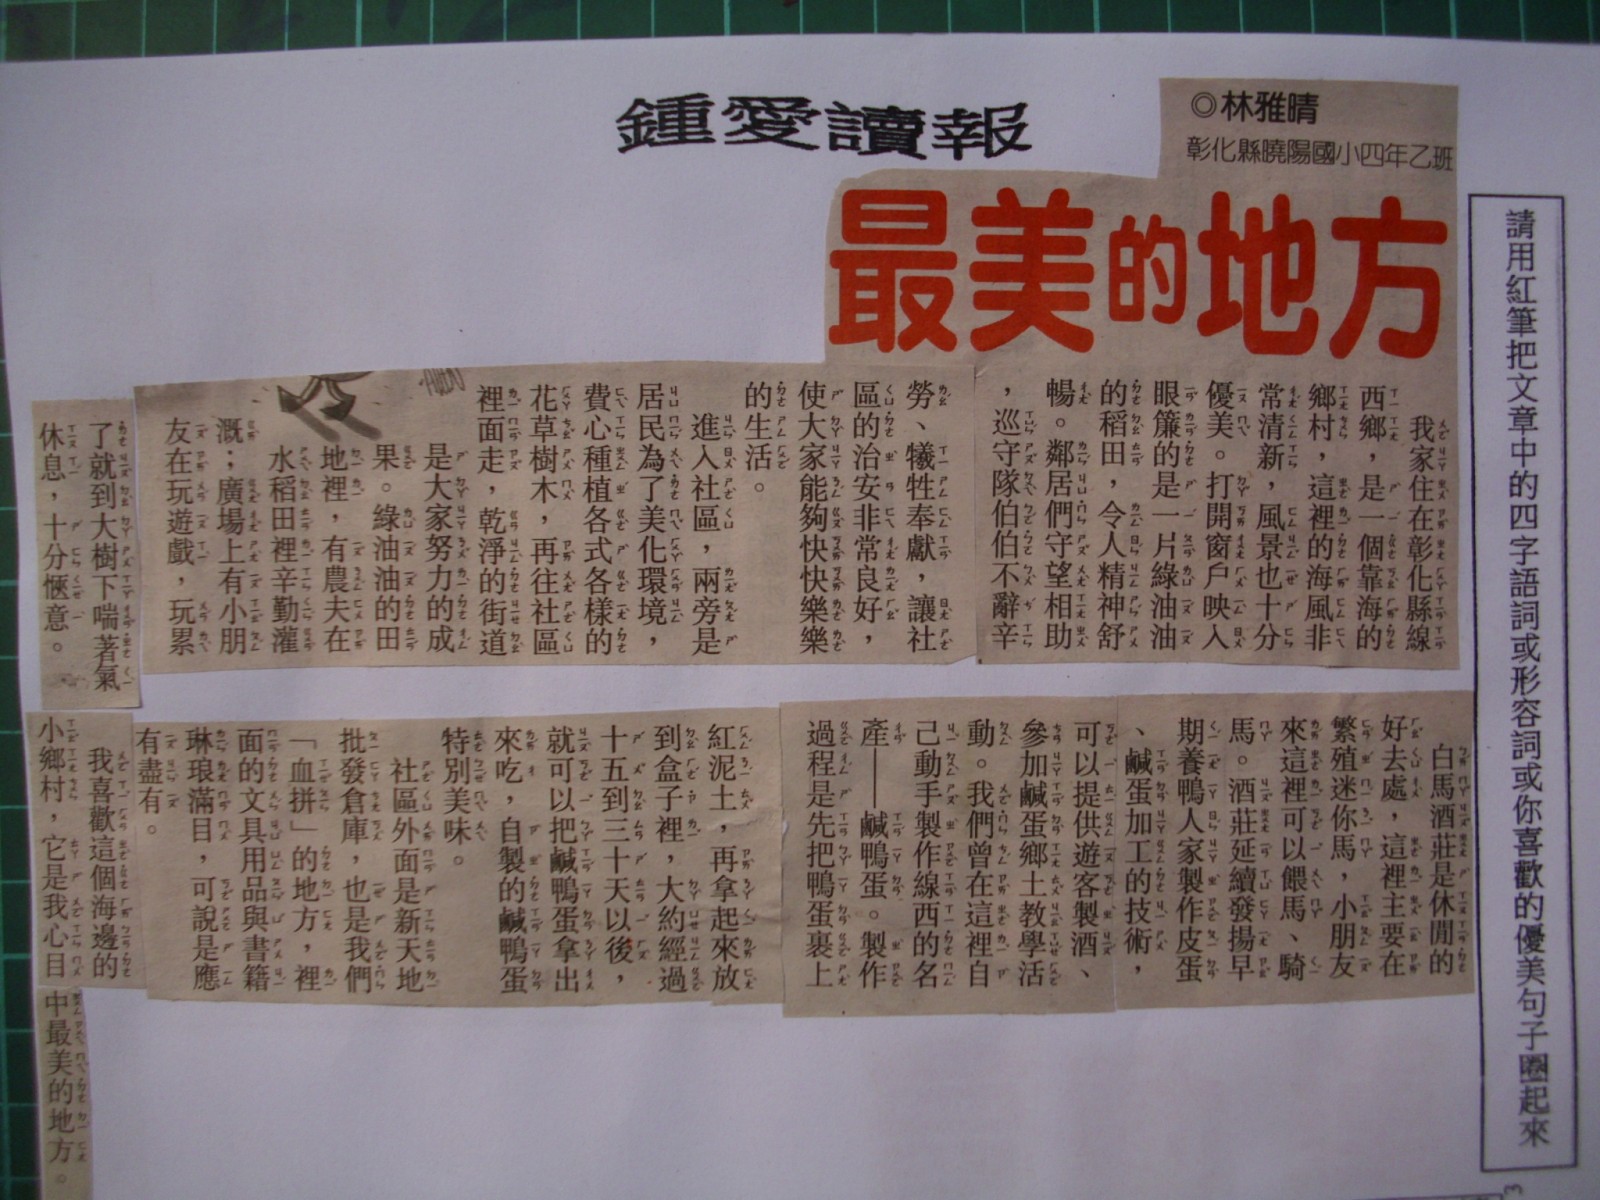 鍾愛讀報
◎林雅晴
彰化縣曉陽國小四年乙班
最美的地方
請用紅筆把文章中的四字語詞或形容詞或你喜歡的優美句子圈起來
我家住在彰化縣線
西鄉，是一個靠海的
鄉村，這裡的海風非
常清新，風景也十分
優美。打開窗戶映入
眼簾的是一片綠油油
的稻田，令人精神舒
暢。鄰居們守望相助
，巡守隊伯伯不辭辛
勞、犧牲奉獻，讓社
區的治安非常良好，
使大家能夠快快樂樂
的生活。
進入社區，兩旁是
居民為了美化環境，
費心種植各式各樣的
花草樹木，再往社區
裡面走，乾淨的街道
是大家努力的成
果。綠油油的田
地裡，有農夫在
水稻田裡辛勤灌
溉；廣場上有小朋
友在玩遊戲，玩累
了就到大樹下喘著氣
休息，十分愜意。
白馬酒莊是休閒的
好去處，這裡主要在
繁殖迷你馬，小朋友
來這裡可以餵馬、騎
馬。酒莊延續發揚早
期養鴨人家製作皮蛋
、鹹蛋加工的技術，
可以提供遊客製酒、
參加鹹蛋鄉土教學活
動。我們曾在這裡自
己動手製作線西的名
產——鹹鴨蛋。製作
過程是先把鴨蛋裹上
紅泥土，再拿起來放
到盒子裡，大約經過
十五到三十天以後，
就可以把鹹鴨蛋拿出
來吃，自製的鹹鴨蛋
特別美味。
社區外面是新天地
批發倉庫，也是我們
「血拼」的地方，裡
面的文具用品與書籍
琳琅滿目，可說是應
有盡有。
我喜歡這個海邊的
小鄉村，它是我心目
中最美的地方。
3